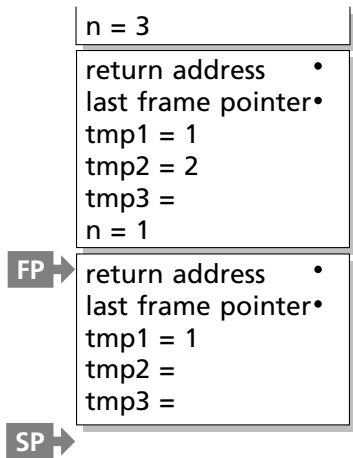 n = 3
return address •
last frame pointer•
tmp1 = 1
tmp2 = 2
tmp3 =
n = 1
FP
return address •
last frame pointer•
tmp1 = 1
tmp2 =
tmp3 =
SP